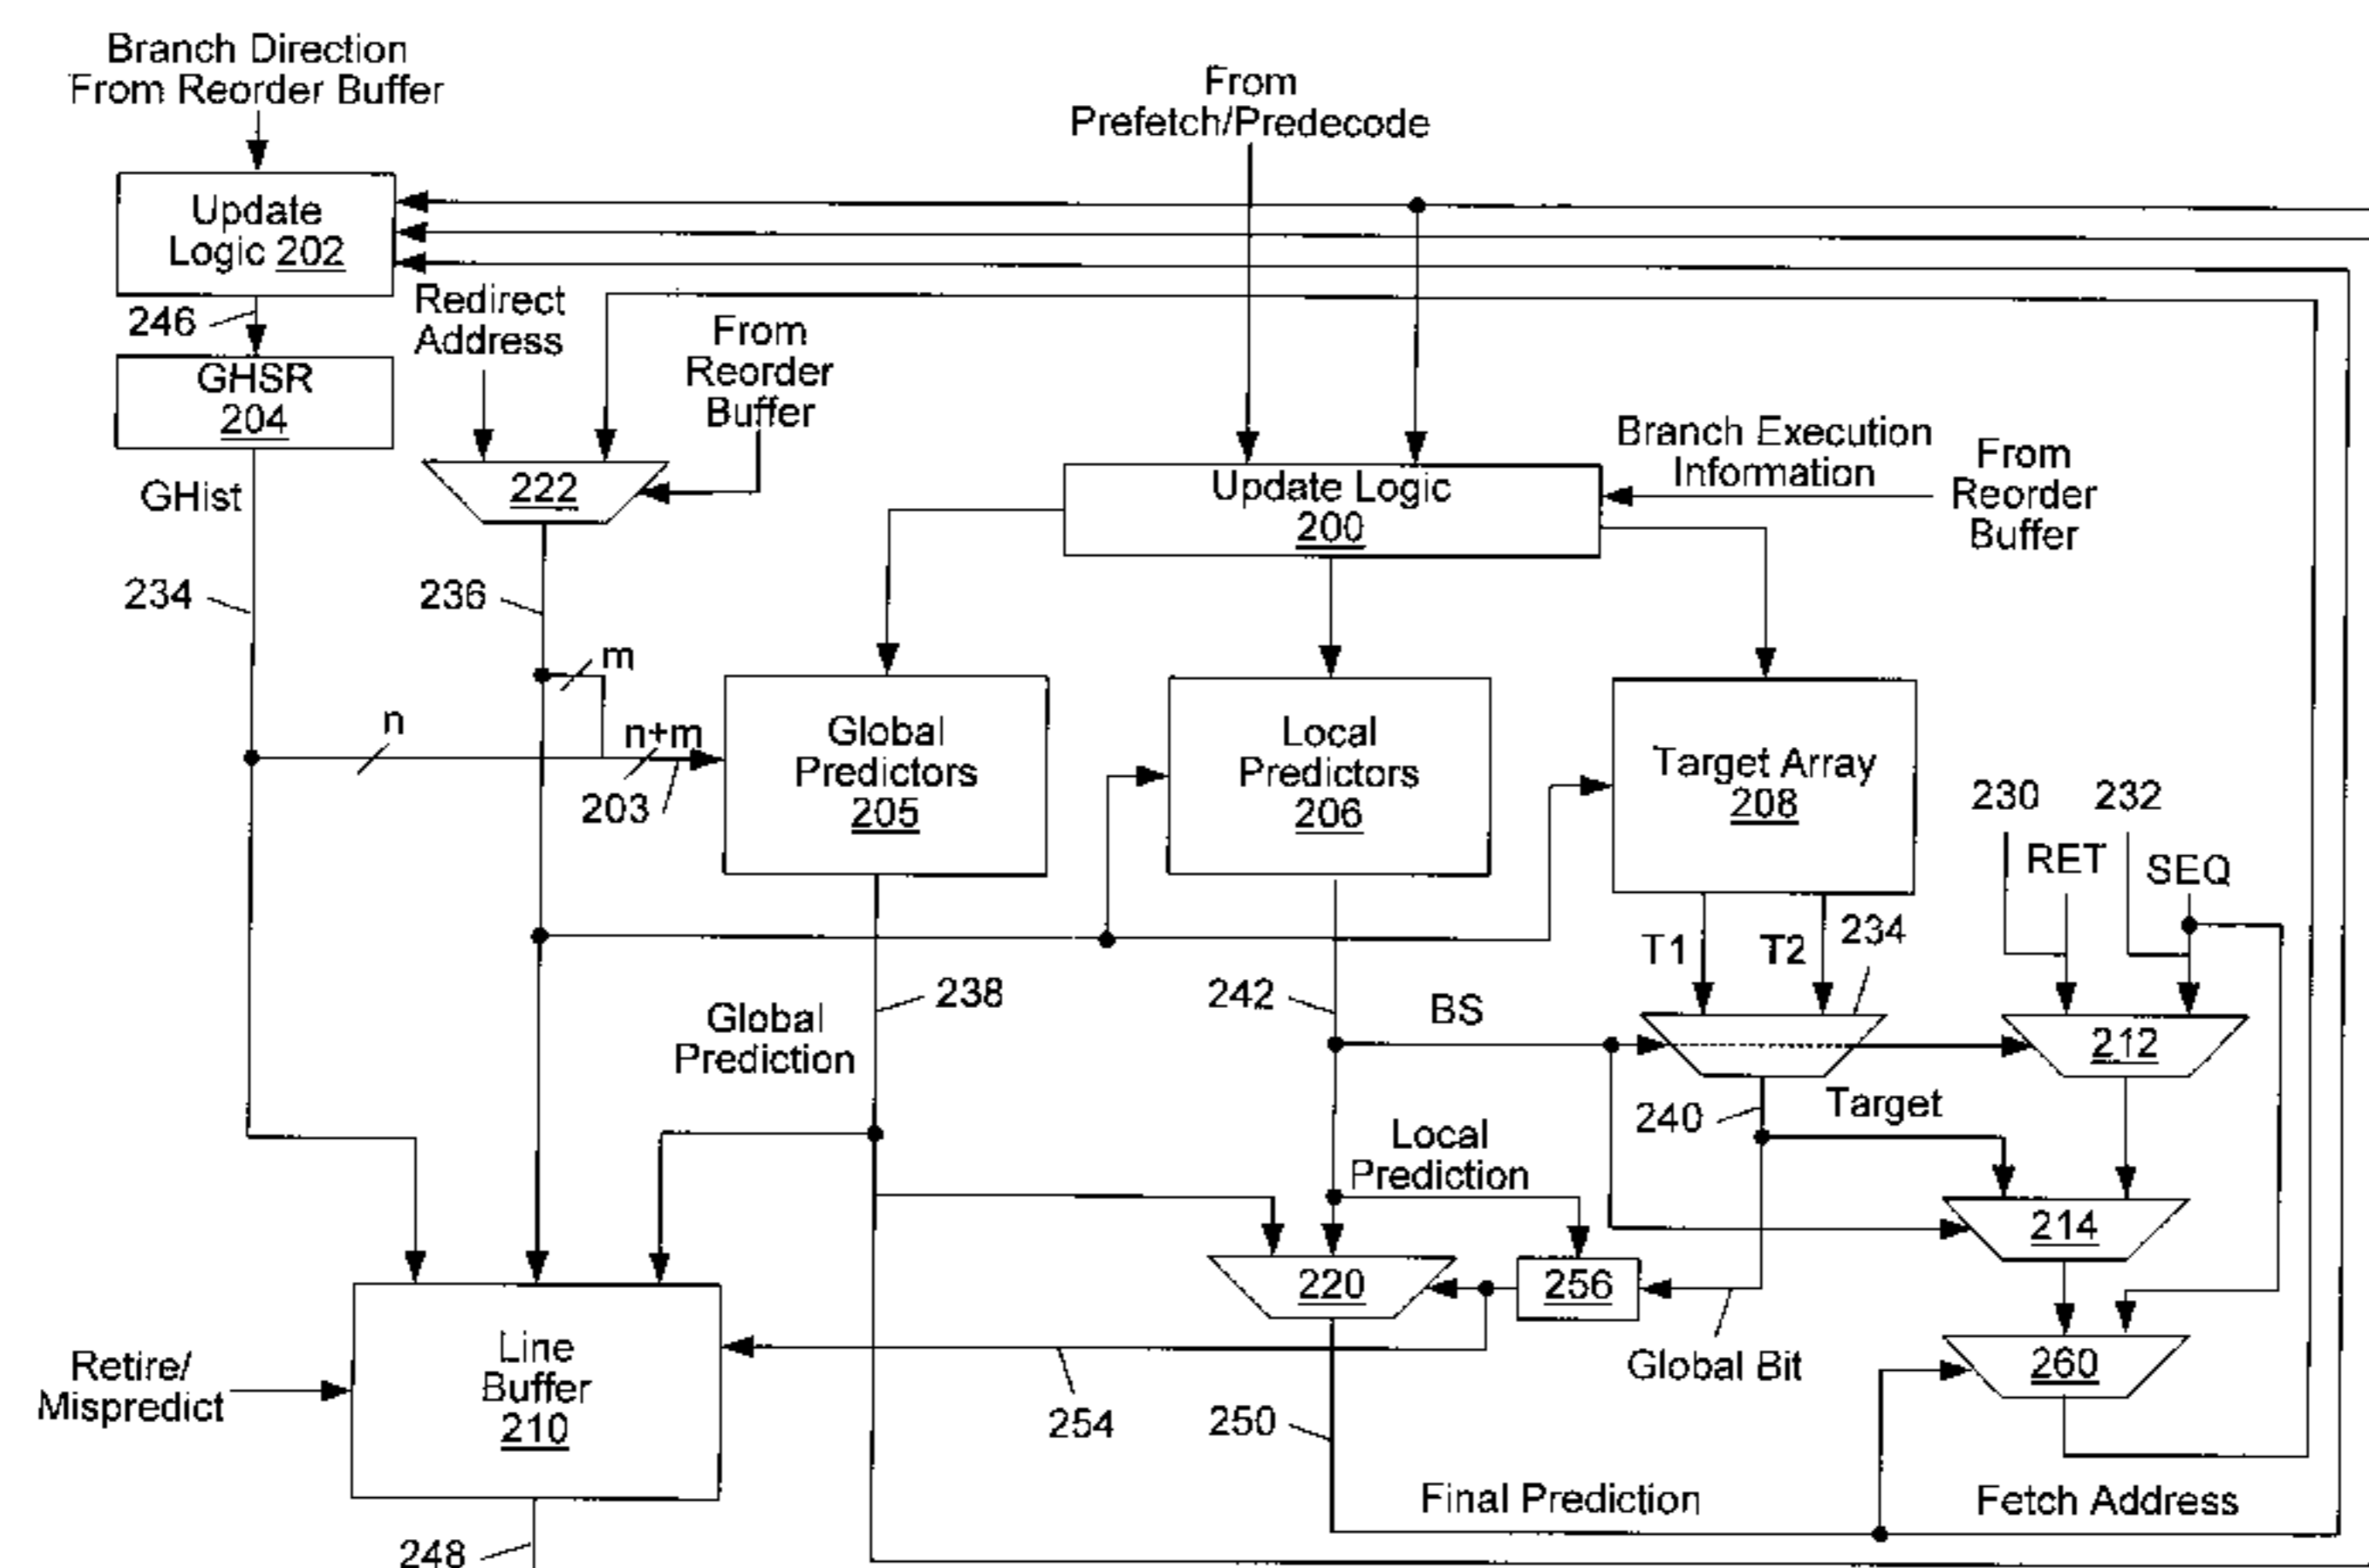 Branch Direction
From Reorder Buffer
From
Prefetch/Predecode
Update
Logic 202
246
Redirect
Address
From
Reorder
Buffer
GHSR
204
GHist
222
Update Logic
200
Branch Execution
Information
From
Reorder
Buffer
234
236
m
n
n+m
203
Global
Predictors
205
Local
Predictors
206
Target Array
208
230
232
RET
SEQ
T1
T2
234
238
242
BS
Global
Prediction
212
240
Target
Local
Prediction
214
220
256
Line
Buffer
210
Retire/
Mispredict
254
250
Global Bit
260
Final Prediction
Fetch Address
248